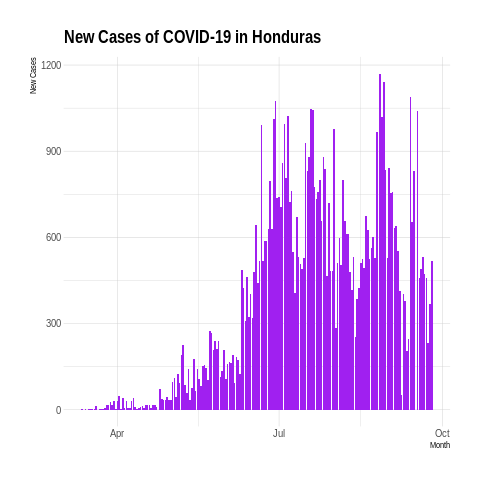 New Cases of COVID-19 in Honduras
New Cases
1200
900
600
300
0
Apr
Jul
Oct
Month